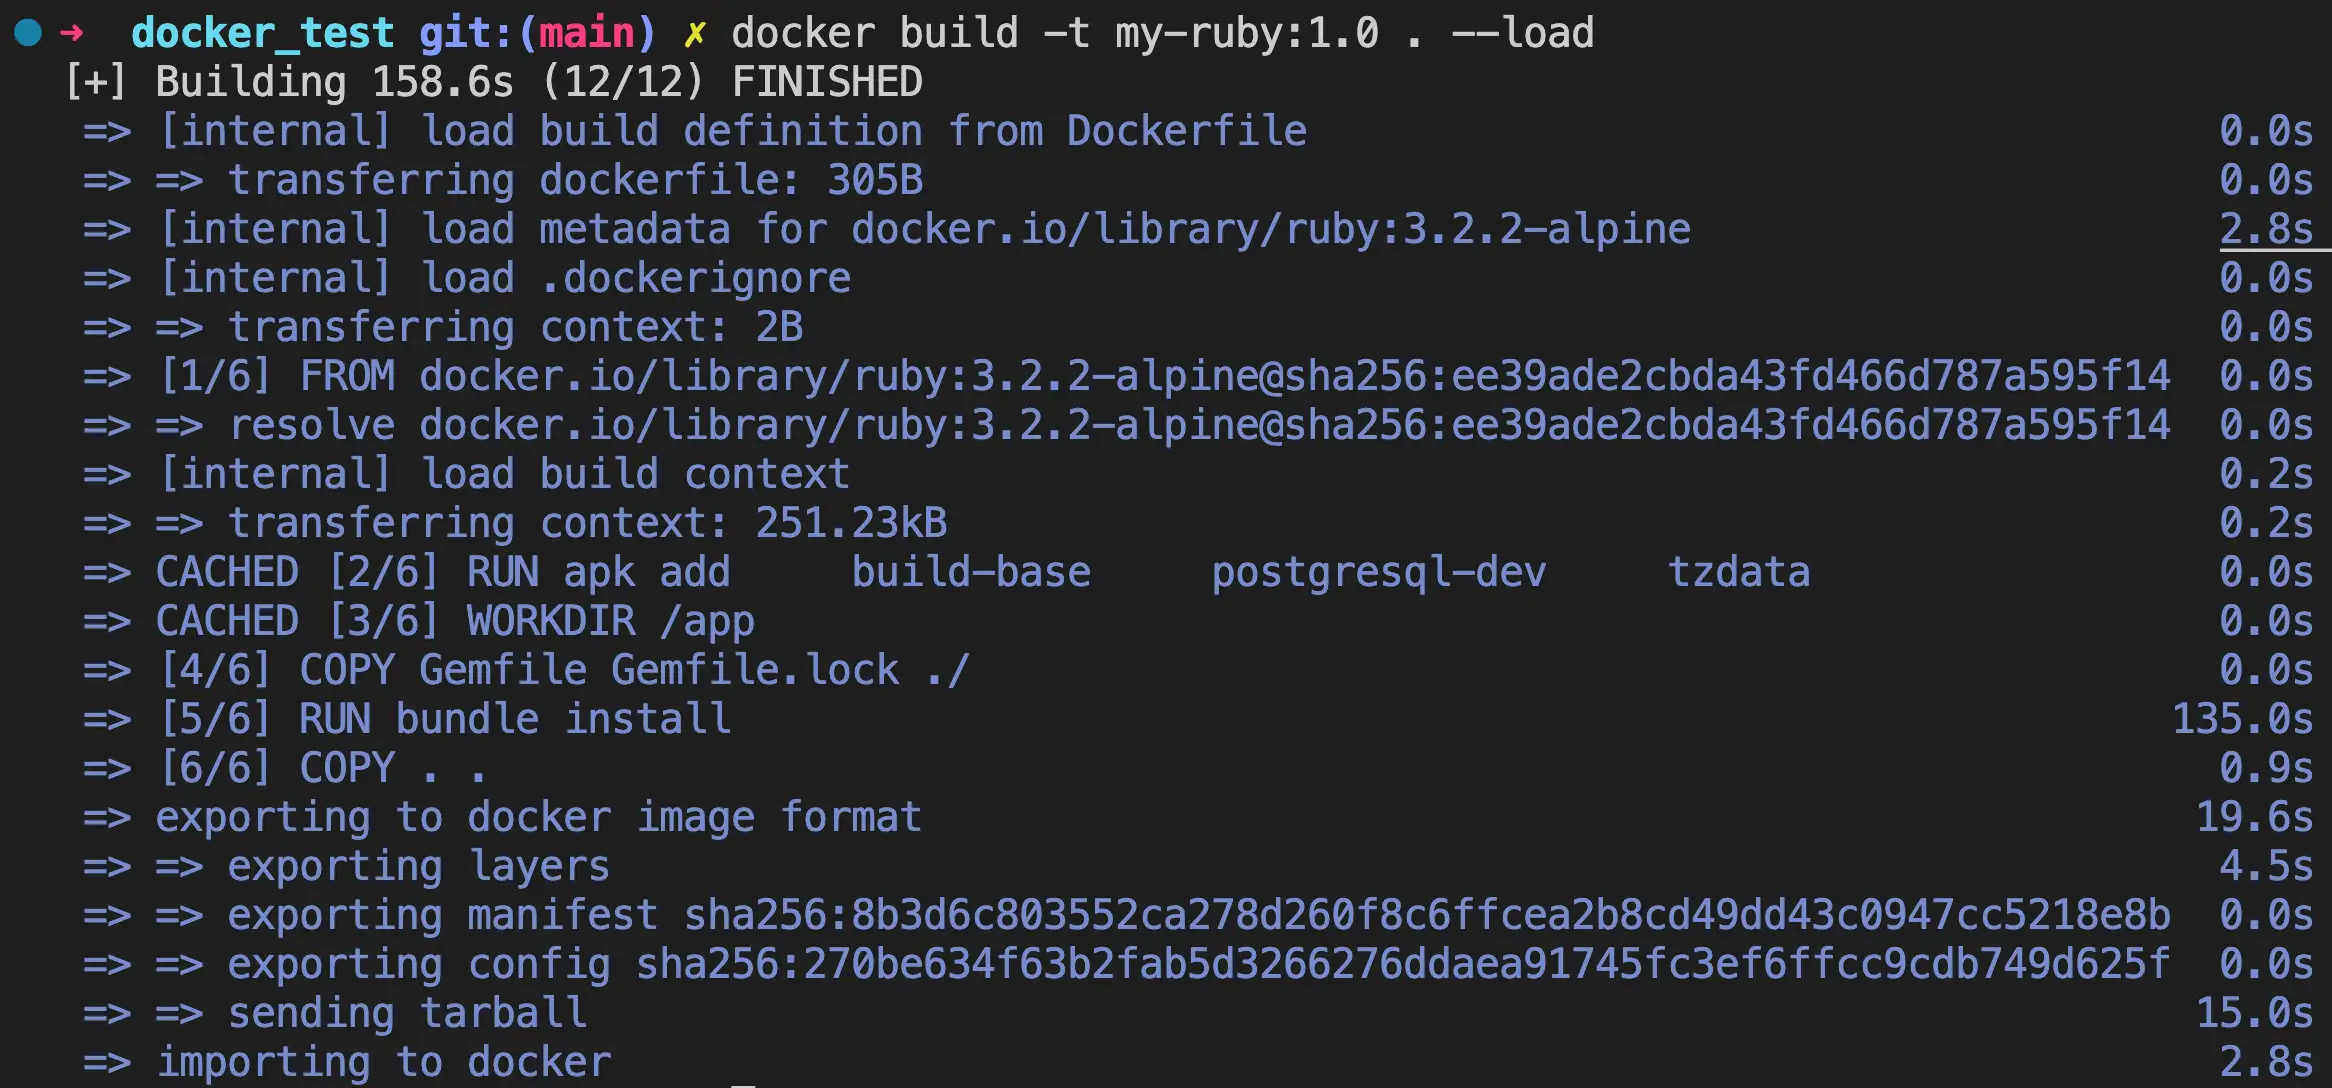 ➜ docker_test git:(main) ✗ docker build -t my-ruby:1.0 . --load
[+] Building 158.6s (12/12) FINISHED
=> [internal] load build definition from Dockerfile 0.0s
=> => transferring dockerfile: 305B 0.0s
=> [internal] load metadata for docker.io/library/ruby:3.2.2-alpine 2.8s
=> [internal] load .dockerignore 0.0s
=> => transferring context: 2B 0.0s
=> [1/6] FROM docker.io/library/ruby:3.2.2-alpine@sha256:ee39ade2cbda43fd466d787a595f14 0.0s
=> => resolve docker.io/library/ruby:3.2.2-alpine@sha256:ee39ade2cbda43fd466d787a595f14 0.0s
=> [internal] load build context 0.2s
=> => transferring context: 251.23kB 0.2s
=> CACHED [2/6] RUN apk add     build-base     postgresql-dev     tzdata 0.0s
=> CACHED [3/6] WORKDIR /app 0.0s
=> [4/6] COPY Gemfile Gemfile.lock ./ 0.0s
=> [5/6] RUN bundle install 135.0s
=> [6/6] COPY . . 0.9s
=> exporting to docker image format 19.6s
=> => exporting layers 4.5s
=> => exporting manifest sha256:8b3d6c803552ca278d260f8c6ffcea2b8cd49dd43c0947cc5218e8b 0.0s
=> => exporting config sha256:270be634f63b2fab5d3266276ddaea91745fc3ef6ffcc9cdb749d625f 0.0s
=> => sending tarball 15.0s
=> importing to docker 2.8s